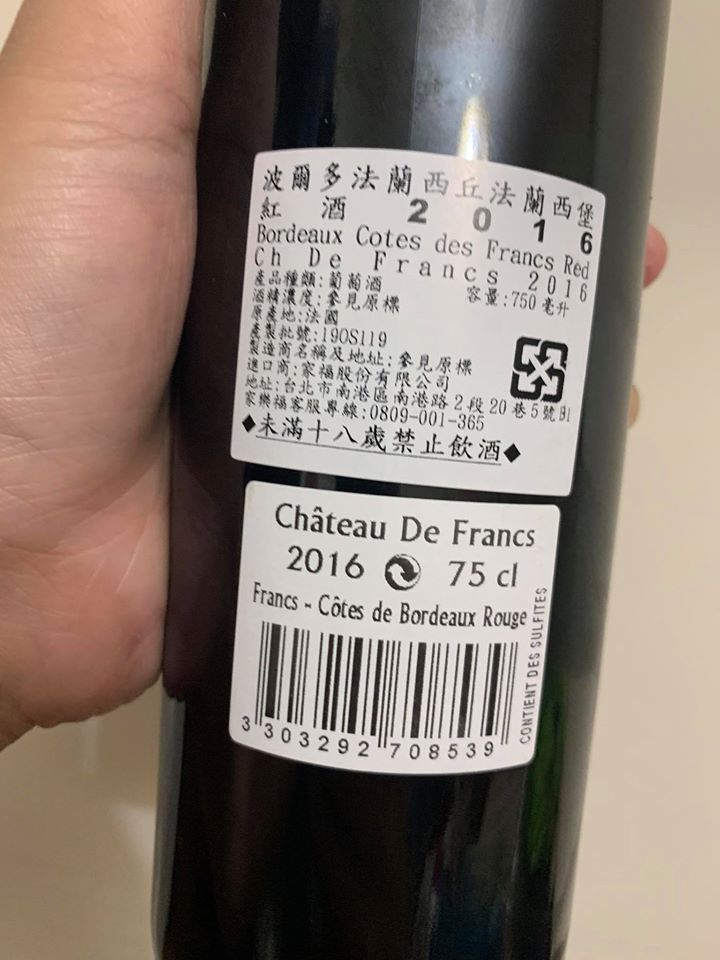 波爾多法蘭西丘法蘭西堡
紅酒 2016
Bordeaux Cotes des Francs Red
Ch De Francs 2016
產品種類:葡萄酒
酒精濃度:參見原標 容量:750毫升
原產地:法國
產製批號:190S119
製造商名稱及地址:參見原標
進口商:家福股份有限公司
地址:台北市南港區南港路2段20巷5號B1
家樂福客服專線:0809-001-365
◆未滿十八歲禁止飲酒◆
Château De Francs
2016 75 cl
Francs - Côtes de Bordeaux Rouge
CONTIENT DES SULFITES
3 303292 708539